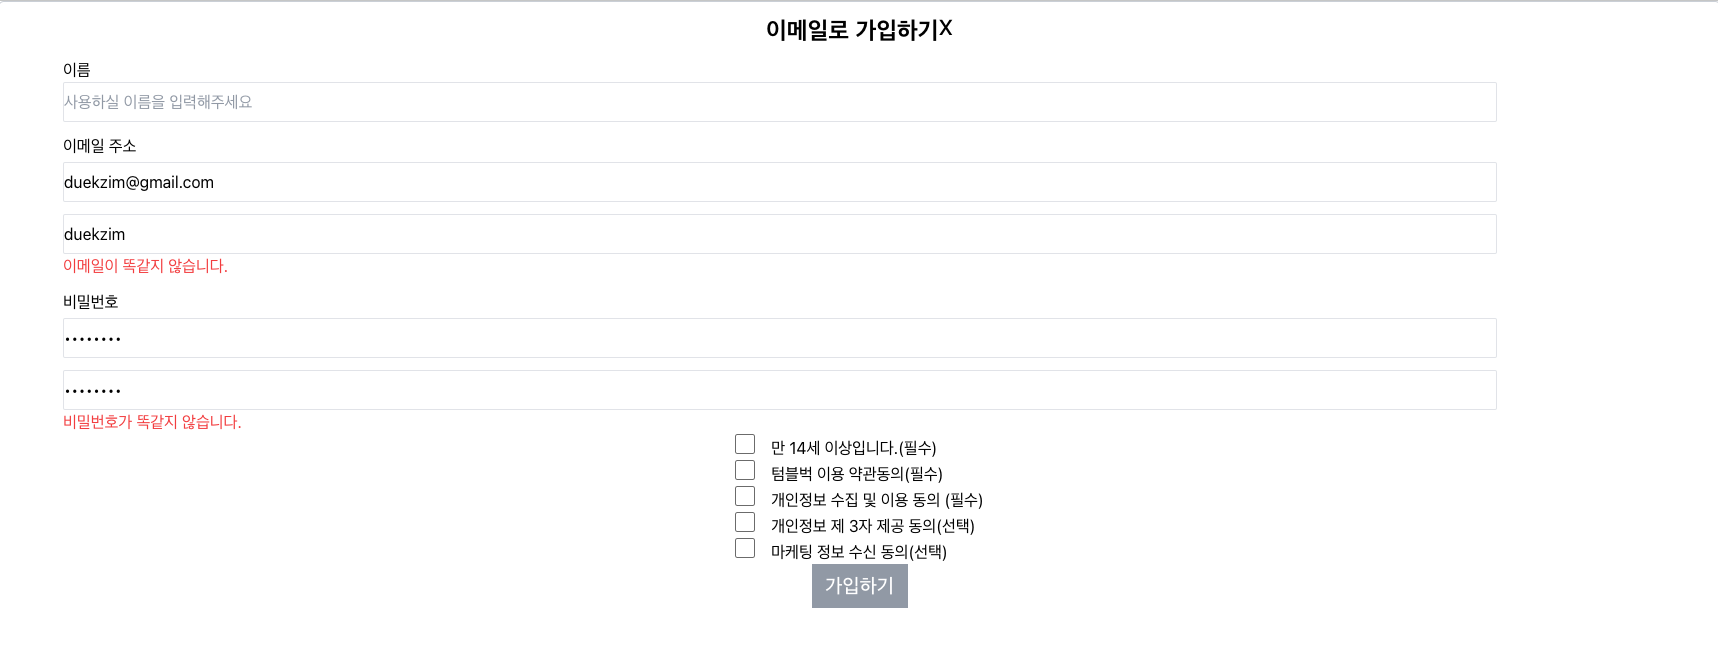 이메일로 가입하기X
이름
사용하실 이름을 입력해주세요
이메일 주소
duekzim@gmail.com
duekzim
이메일이 똑같지 않습니다.
비밀번호
••••••••
••••••••
비밀번호가 똑같지 않습니다.
만 14세 이상입니다.(필수)
텀블벅 이용 약관동의(필수)
개인정보 수집 및 이용 동의 (필수)
개인정보 제 3자 제공 동의(선택)
마케팅 정보 수신 동의(선택)
가입하기